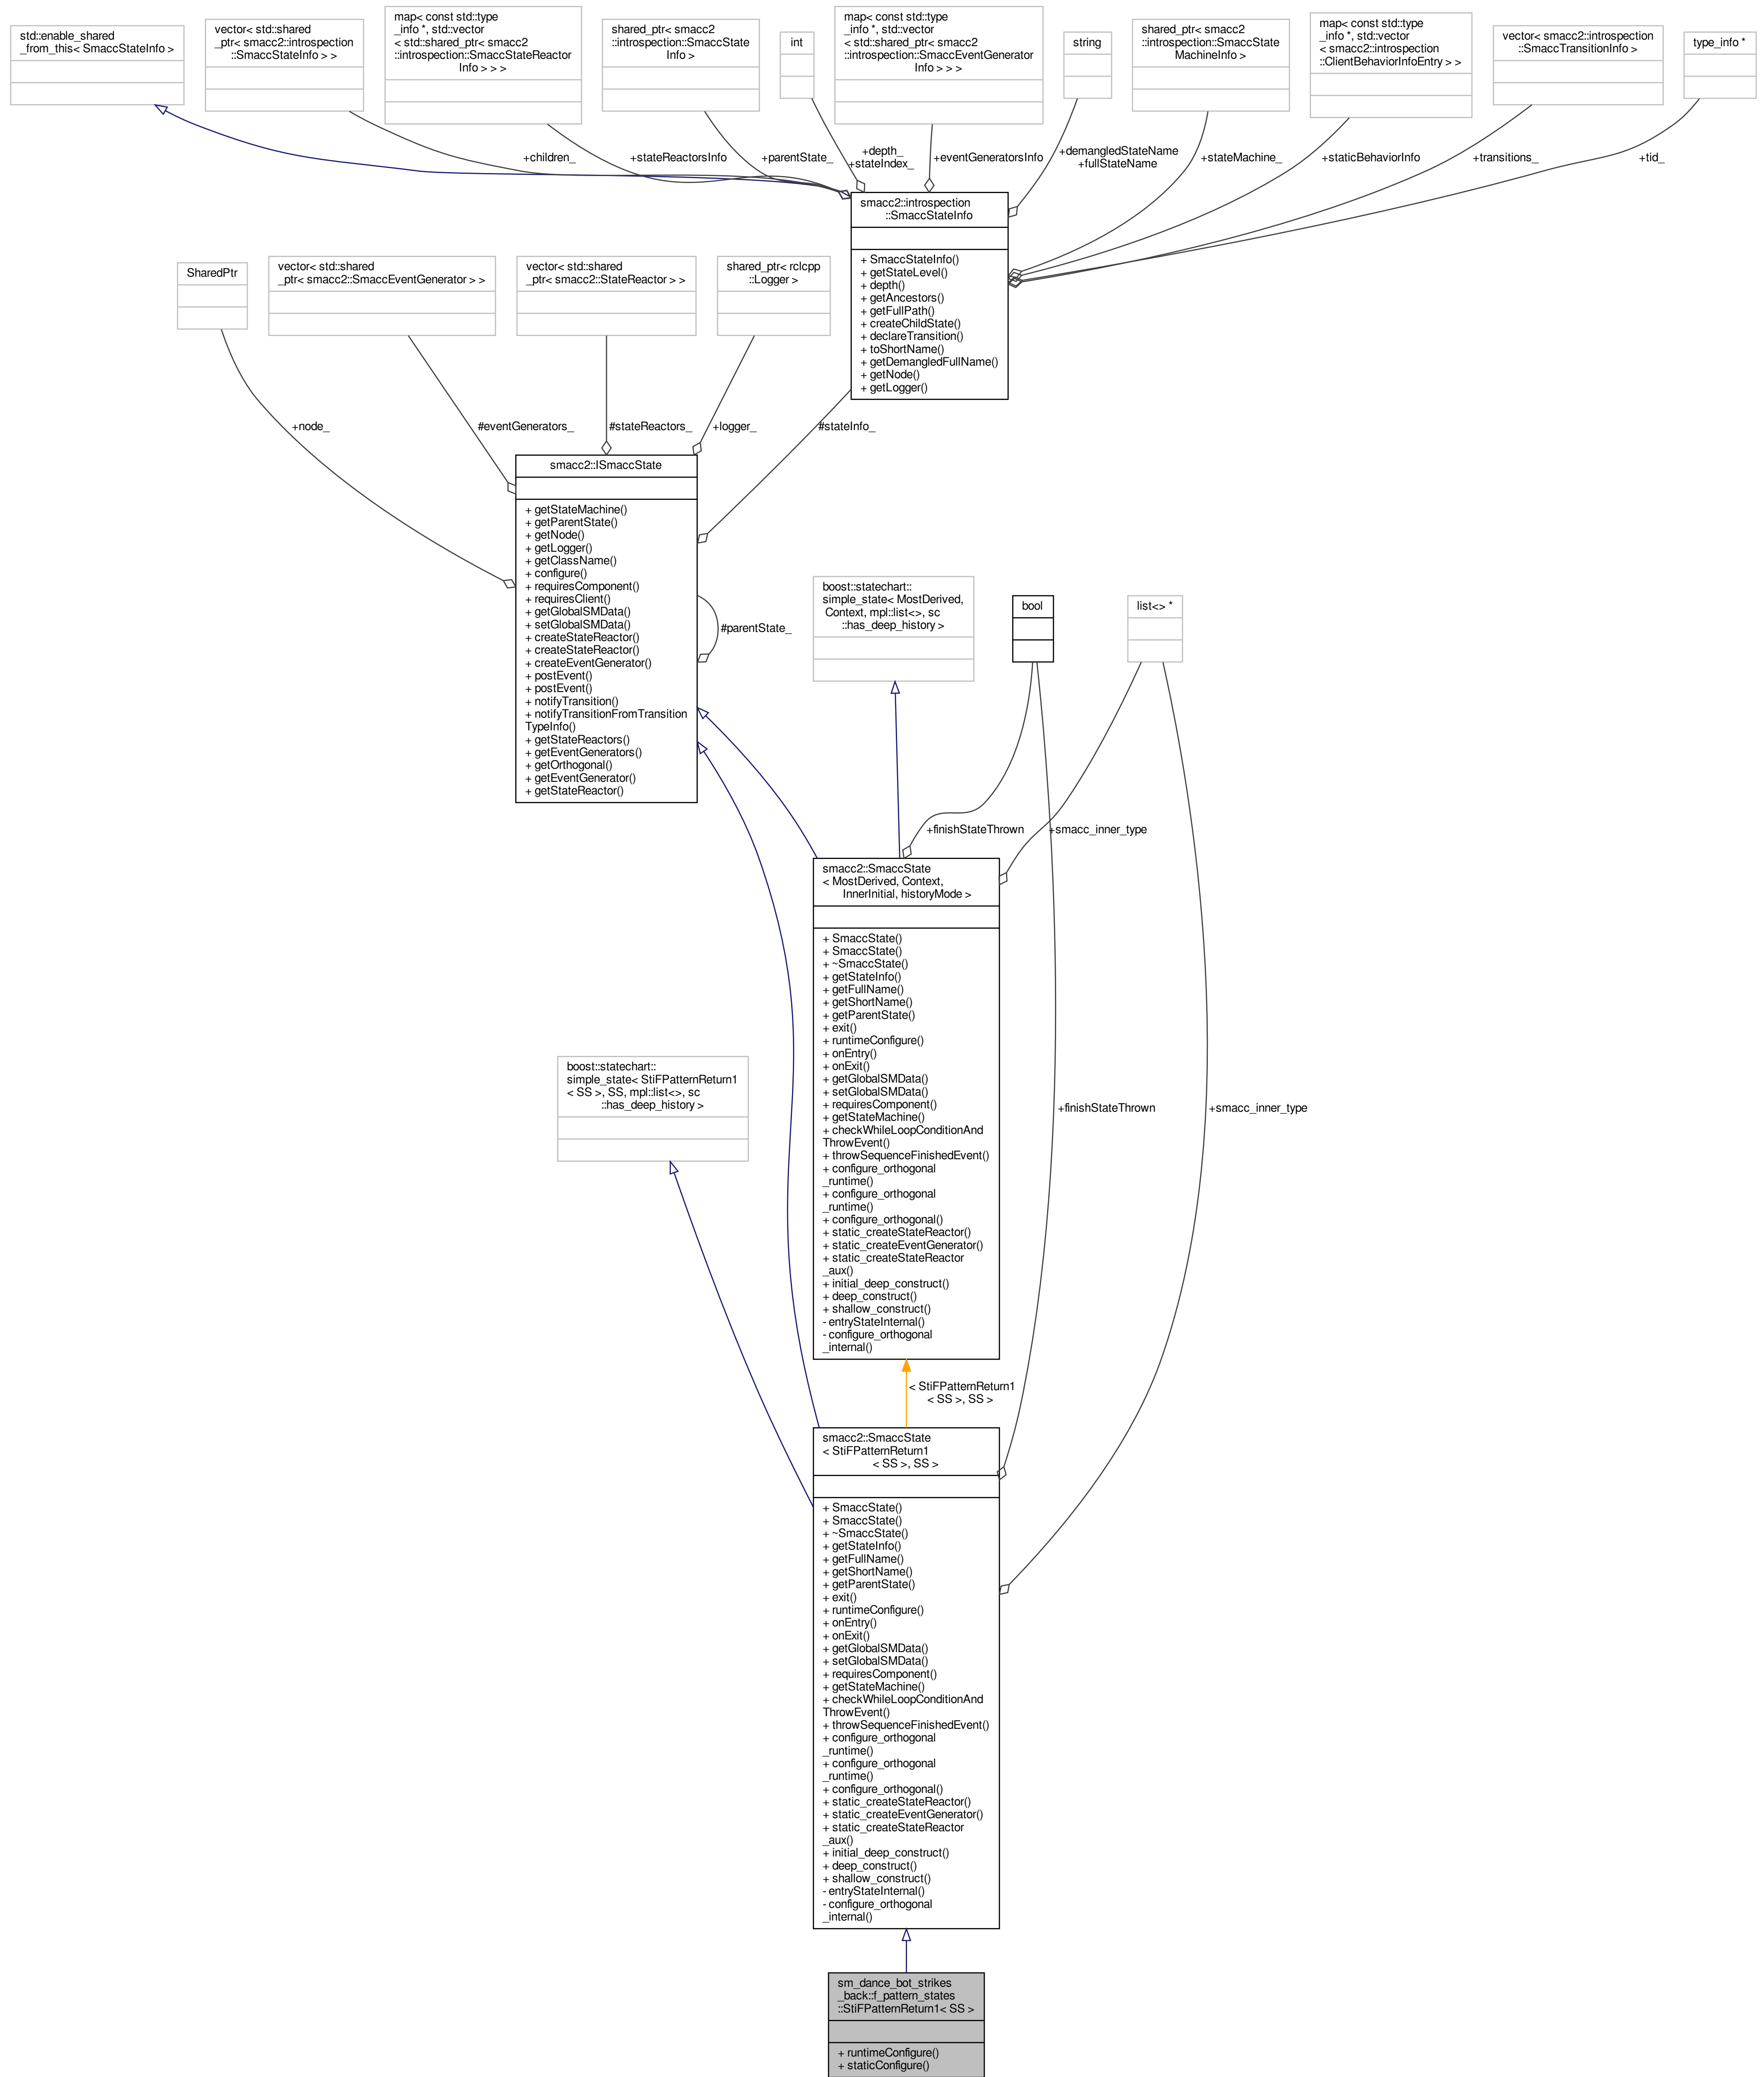 std::enable_shared
_from_this< SmaccStateInfo >
vector< std::shared
_ptr< smacc2::introspection
::SmaccStateInfo > >
map< const std::type
_info *, std::vector
< std::shared_ptr< smacc2
::introspection::SmaccStateReactor
Info > > >
shared_ptr< smacc2
::introspection::SmaccState
Info >
int
map< const std::type
_info *, std::vector
< std::shared_ptr< smacc2
::introspection::SmaccEventGenerator
Info > > >
string
shared_ptr< smacc2
::introspection::SmaccState
MachineInfo >
map< const std::type
_info *, std::vector
< smacc2::introspection
::ClientBehaviorInfoEntry > >
vector< smacc2::introspection
::SmaccTransitionInfo >
type_info *
+children_
+stateReactorsInfo
+parentState_
+depth_
+stateIndex_
+eventGeneratorsInfo
+demangledStateName
+fullStateName
+stateMachine_
+staticBehaviorInfo
+transitions_
+tid_
smacc2::introspection
::SmaccStateInfo
+ SmaccStateInfo()
+ getStateLevel()
+ depth()
+ getAncestors()
+ getFullPath()
+ createChildState()
+ declareTransition()
+ toShortName()
+ getDemangledFullName()
+ getNode()
+ getLogger()
SharedPtr
vector< std::shared
_ptr< smacc2::SmaccEventGenerator > >
vector< std::shared
_ptr< smacc2::StateReactor > >
shared_ptr< rclcpp
::Logger >
+node_
#eventGenerators_
#stateReactors_
+logger_
#stateInfo_
smacc2::ISmaccState
+ getStateMachine()
+ getParentState()
+ getNode()
+ getLogger()
+ getClassName()
+ configure()
+ requiresComponent()
+ requiresClient()
+ getGlobalSMData()
+ setGlobalSMData()
+ createStateReactor()
+ createStateReactor()
+ createEventGenerator()
+ postEvent()
+ postEvent()
+ notifyTransition()
+ notifyTransitionFromTransition
TypeInfo()
+ getStateReactors()
+ getEventGenerators()
+ getOrthogonal()
+ getEventGenerator()
+ getStateReactor()
#parentState_
boost::statechart::
simple_state< MostDerived,
Context, mpl::list<>, sc
::has_deep_history >
bool
list<> *
+finishStateThrown
+smacc_inner_type
smacc2::SmaccState
< MostDerived, Context,
InnerInitial, historyMode >
+ SmaccState()
+ SmaccState()
+ ~SmaccState()
+ getStateInfo()
+ getFullName()
+ getShortName()
+ getParentState()
+ exit()
+ runtimeConfigure()
+ onEntry()
+ onExit()
+ getGlobalSMData()
+ setGlobalSMData()
+ requiresComponent()
+ getStateMachine()
+ checkWhileLoopConditionAnd
ThrowEvent()
+ throwSequenceFinishedEvent()
+ configure_orthogonal
_runtime()
+ configure_orthogonal
_runtime()
+ configure_orthogonal()
+ static_createStateReactor()
+ static_createEventGenerator()
+ static_createStateReactor
_aux()
+ initial_deep_construct()
+ deep_construct()
+ shallow_construct()
- entryStateInternal()
- configure_orthogonal
_internal()
boost::statechart::
simple_state< StiFPatternReturn1
< SS >, SS, mpl::list<>, sc
::has_deep_history >
+finishStateThrown
+smacc_inner_type
< StiFPatternReturn1
< SS >, SS >
smacc2::SmaccState
< StiFPatternReturn1
< SS >, SS >
+ SmaccState()
+ SmaccState()
+ ~SmaccState()
+ getStateInfo()
+ getFullName()
+ getShortName()
+ getParentState()
+ exit()
+ runtimeConfigure()
+ onEntry()
+ onExit()
+ getGlobalSMData()
+ setGlobalSMData()
+ requiresComponent()
+ getStateMachine()
+ checkWhileLoopConditionAnd
ThrowEvent()
+ throwSequenceFinishedEvent()
+ configure_orthogonal
_runtime()
+ configure_orthogonal
_runtime()
+ configure_orthogonal()
+ static_createStateReactor()
+ static_createEventGenerator()
+ static_createStateReactor
_aux()
+ initial_deep_construct()
+ deep_construct()
+ shallow_construct()
- entryStateInternal()
- configure_orthogonal
_internal()
sm_dance_bot_strikes
_back::f_pattern_states
::StiFPatternReturn1< SS >
+ runtimeConfigure()
+ staticConfigure()